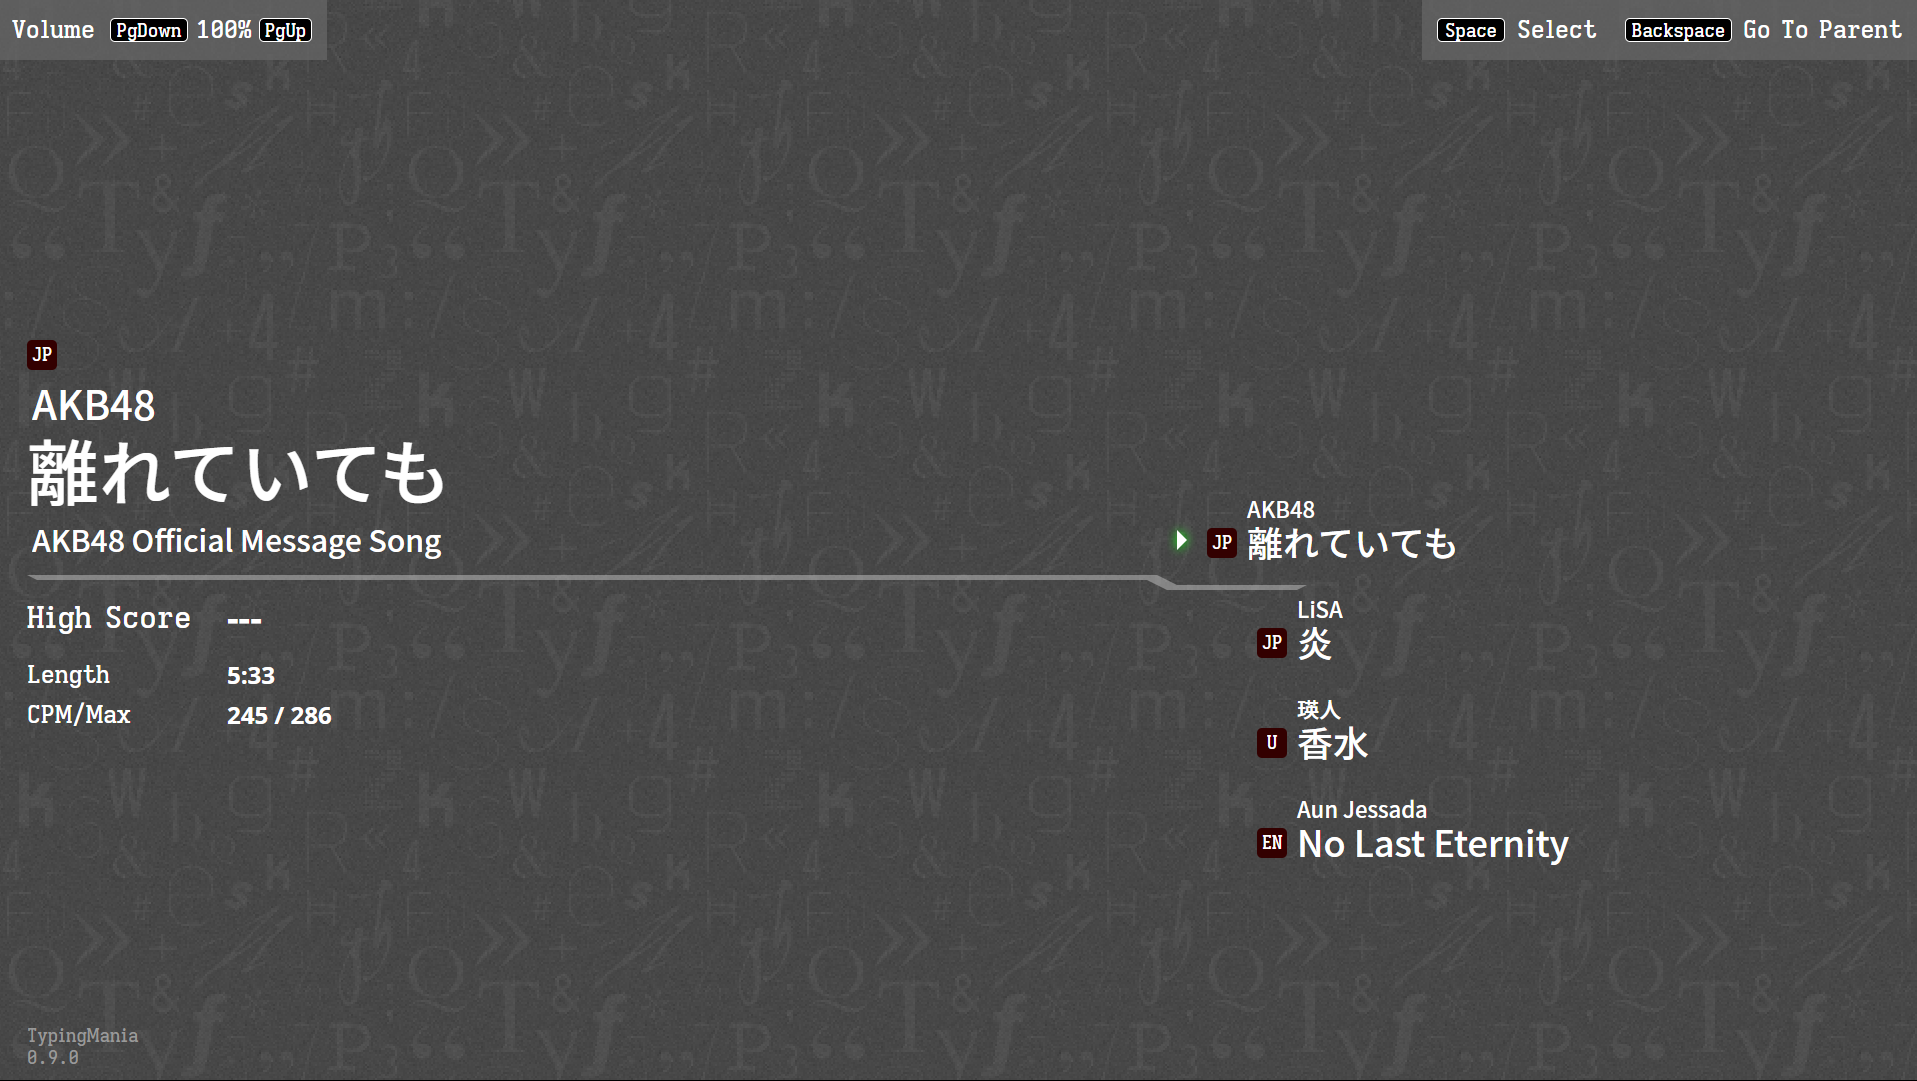 Volume PgDown 100% PgUp
Space Select Backspace Go To Parent
JP
AKB48
離れていても
AKB48 Official Message Song
High Score ---
Length 5:33
CPM/Max 245 / 286
AKB48
JP 離れていても
LiSA
JP 炎
瑛人
U 香水
Aun Jessada
EN No Last Eternity
TypingMania
0.9.0